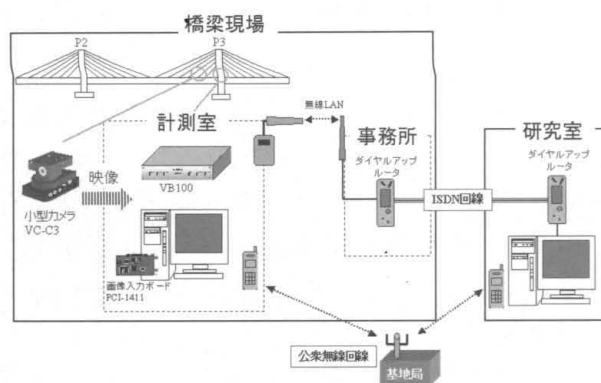 橋梁現場
P2
P3
無線LAN
計測室
事務所
研究室
ダイヤルアップ
ルータ
ダイヤルアップ
ルータ
映像
VB100
ISDN回線
小型カメラ
VC-C3
画像入力ボード
PCI-1411
公衆無線回線
基地局